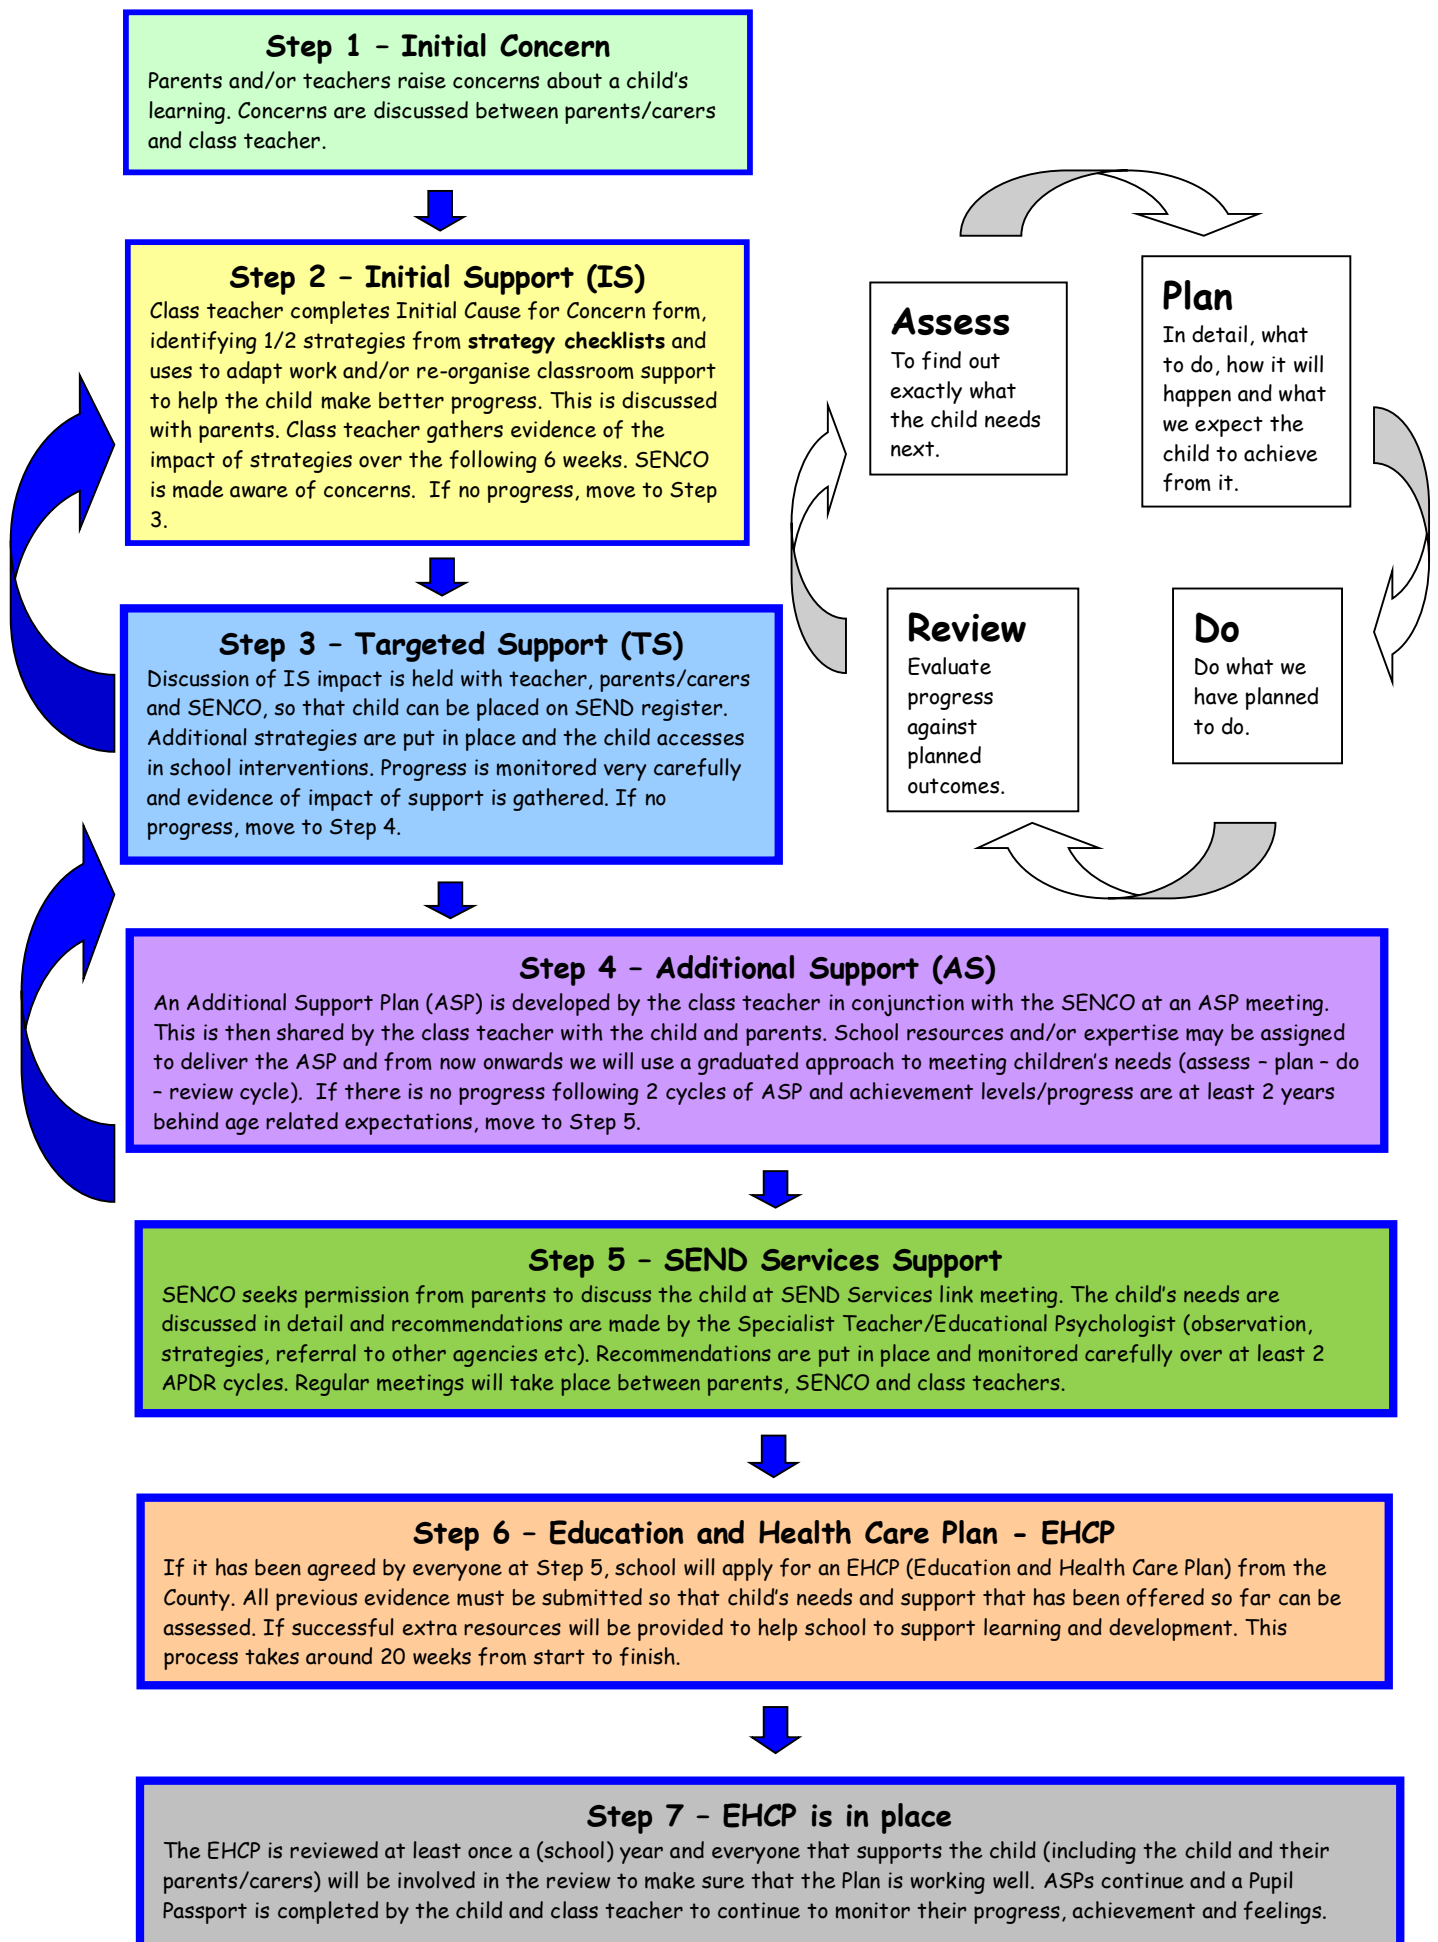 Step 1 – Initial Concern
Parents and/or teachers raise concerns about a child's
learning. Concerns are discussed between parents/carers
and class teacher.
Step 2 – Initial Support (IS)
Class teacher completes Initial Cause for Concern form,
identifying 1/2 strategies from strategy checklists and
uses to adapt work and/or re-organise classroom support
to help the child make better progress. This is discussed
with parents. Class teacher gathers evidence of the
impact of strategies over the following 6 weeks. SENCO
is made aware of concerns.  If no progress, move to Step
3.
Assess
To find out
exactly what
the child needs
next.
Plan
In detail, what
to do, how it will
happen and what
we expect the
child to achieve
from it.
Step 3 – Targeted Support (TS)
Discussion of IS impact is held with teacher, parents/carers
and SENCO, so that child can be placed on SEND register.
Additional strategies are put in place and the child accesses
in school interventions. Progress is monitored very carefully
and evidence of impact of support is gathered. If no
progress, move to Step 4.
Review
Evaluate
progress
against
planned
outcomes.
Do
Do what we
have planned
to do.
Step 4 – Additional Support (AS)
An Additional Support Plan (ASP) is developed by the class teacher in conjunction with the SENCO at an ASP meeting.
This is then shared by the class teacher with the child and parents. School resources and/or expertise may be assigned
to deliver the ASP and from now onwards we will use a graduated approach to meeting children's needs (assess – plan – do
– review cycle).  If there is no progress following 2 cycles of ASP and achievement levels/progress are at least 2 years
behind age related expectations, move to Step 5.
Step 5 – SEND Services Support
SENCO seeks permission from parents to discuss the child at SEND Services link meeting. The child's needs are
discussed in detail and recommendations are made by the Specialist Teacher/Educational Psychologist (observation,
strategies, referral to other agencies etc). Recommendations are put in place and monitored carefully over at least 2
APDR cycles. Regular meetings will take place between parents, SENCO and class teachers.
Step 6 – Education and Health Care Plan - EHCP
If it has been agreed by everyone at Step 5, school will apply for an EHCP (Education and Health Care Plan) from the
County. All previous evidence must be submitted so that child's needs and support that has been offered so far can be
assessed. If successful extra resources will be provided to help school to support learning and development. This
process takes around 20 weeks from start to finish.
Step 7 – EHCP is in place
The EHCP is reviewed at least once a (school) year and everyone that supports the child (including the child and their
parents/carers) will be involved in the review to make sure that the Plan is working well. ASPs continue and a Pupil
Passport is completed by the child and class teacher to continue to monitor their progress, achievement and feelings.